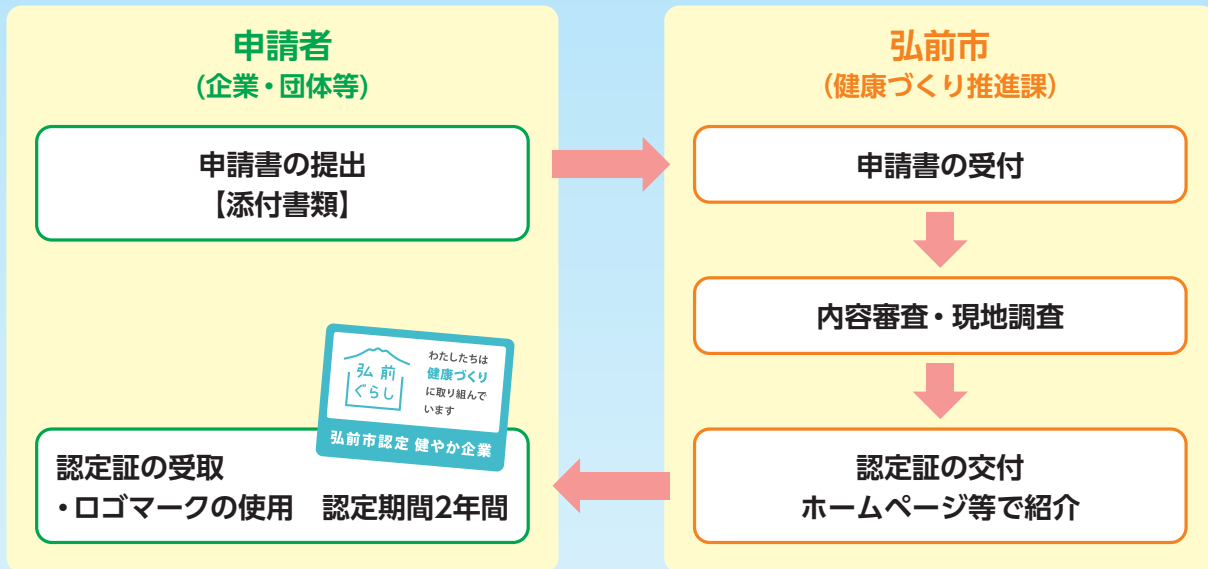 申請者
(企業・団体等)
申請書の提出
【添付書類】
弘前市
(健康づくり推進課)
申請書の受付
内容審査・現地調査
認定証の交付
ホームページ等で紹介
弘前
ぐらし
わたしたちは
健康づくり
に取り組んで
います
弘前市認定 健やか企業
認定証の受取
・ロゴマークの使用　認定期間2年間